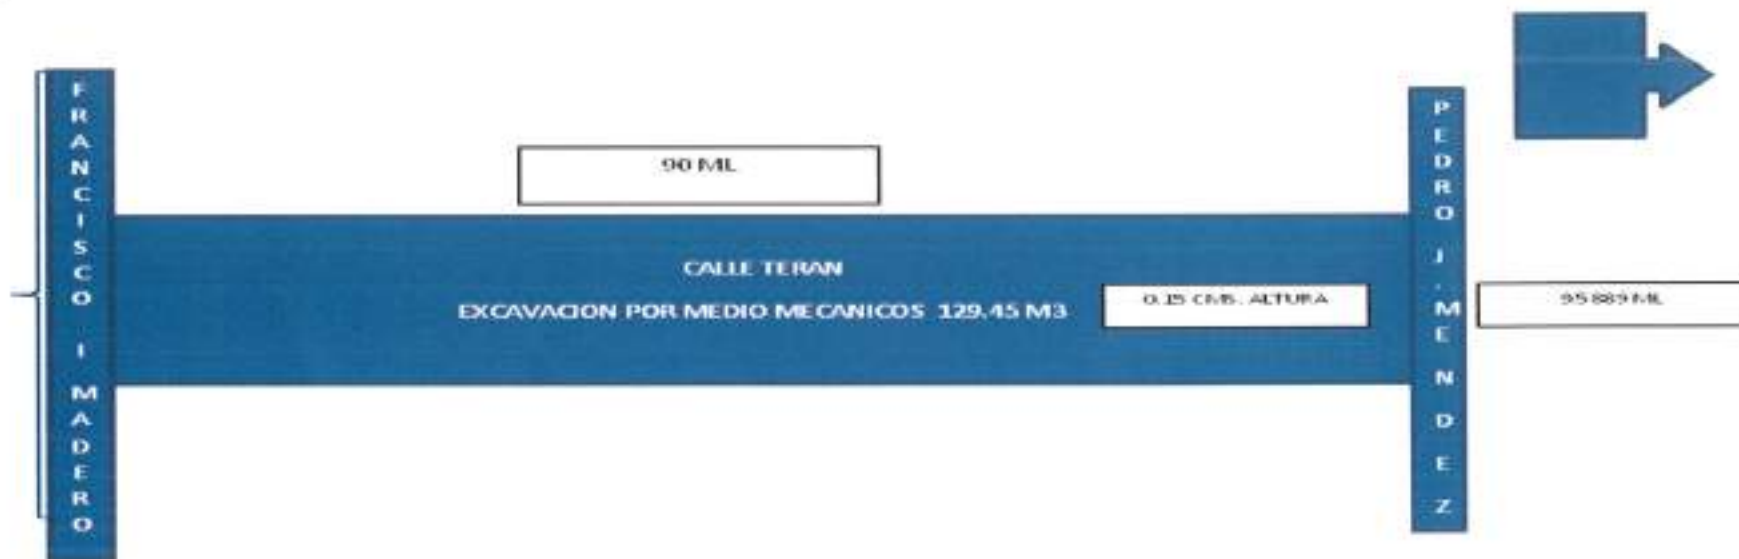 FRANCISCO I MADERO
90 ML
CALLE TERAN
EXCAVACION POR MEDIO MECANICOS 129.45 M3
0.15 CMS. ALTURA
PEDRO J. MENDEZ
95 889 ML